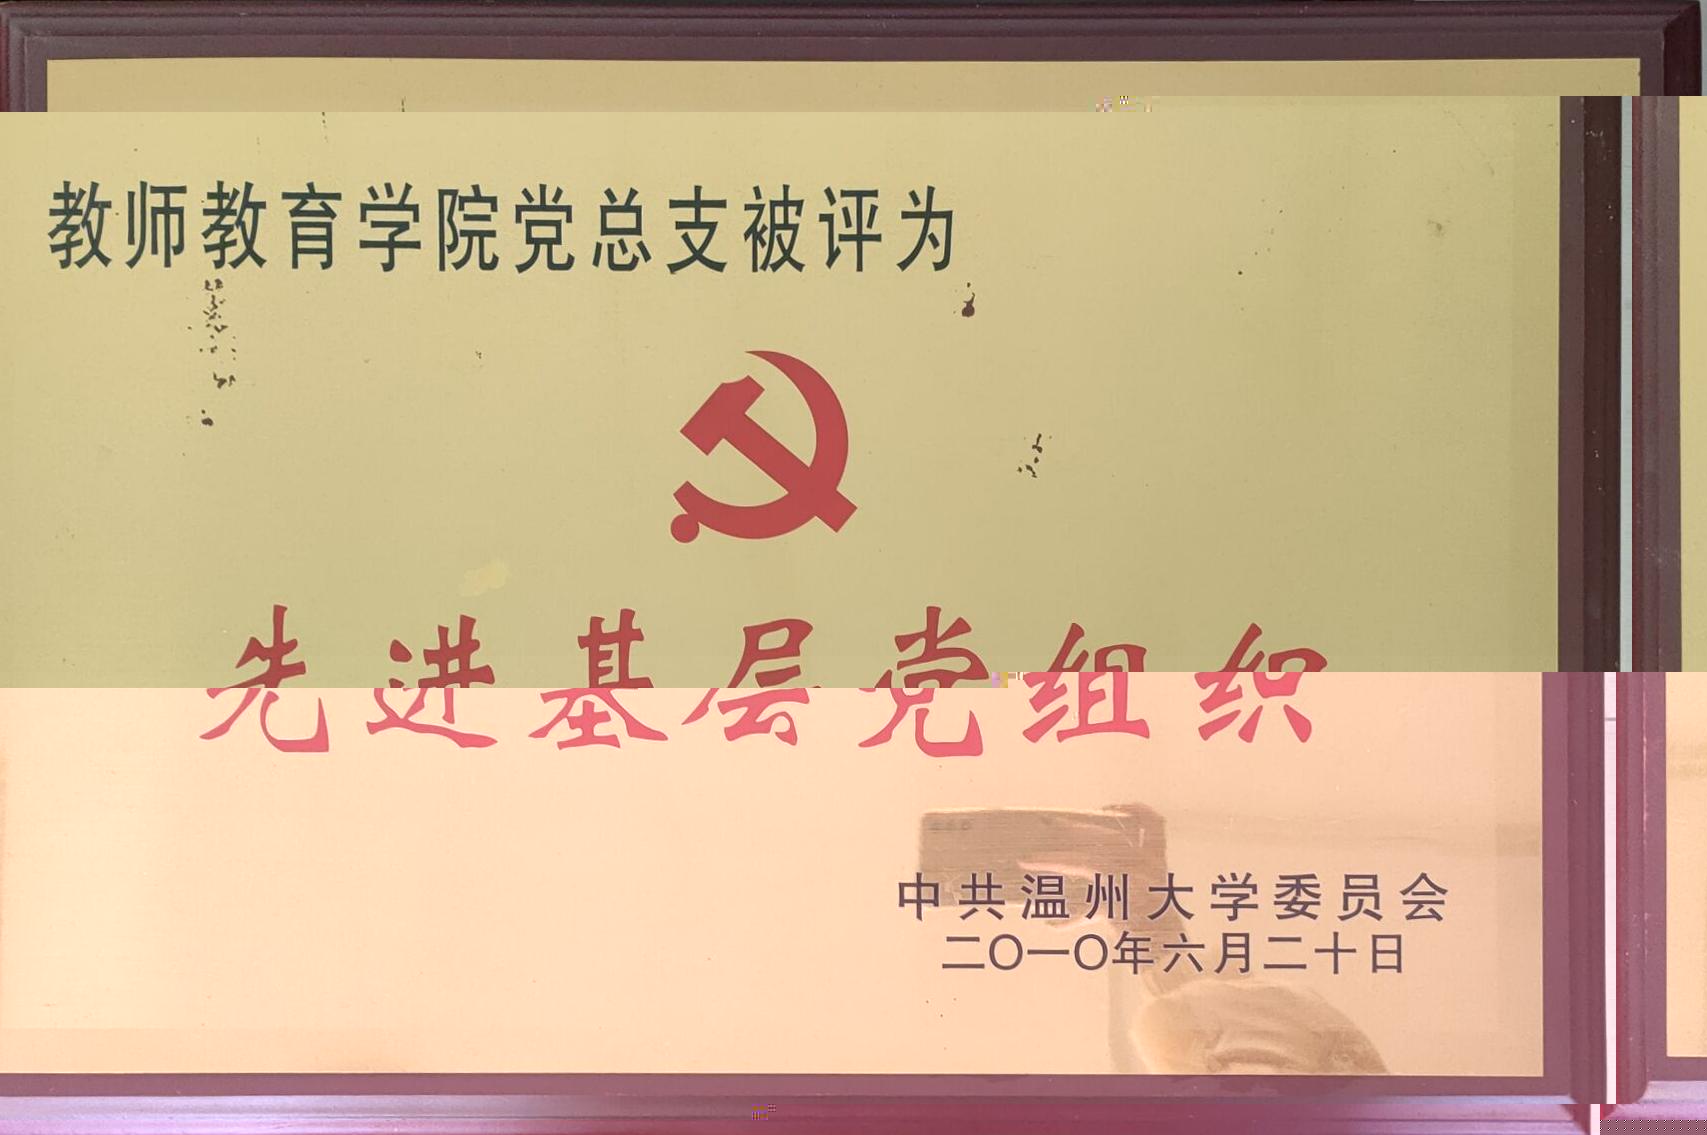 教师教育学院党总支被评为
先进基层党组织
中共温州大学委员会
二〇一〇年六月二十日